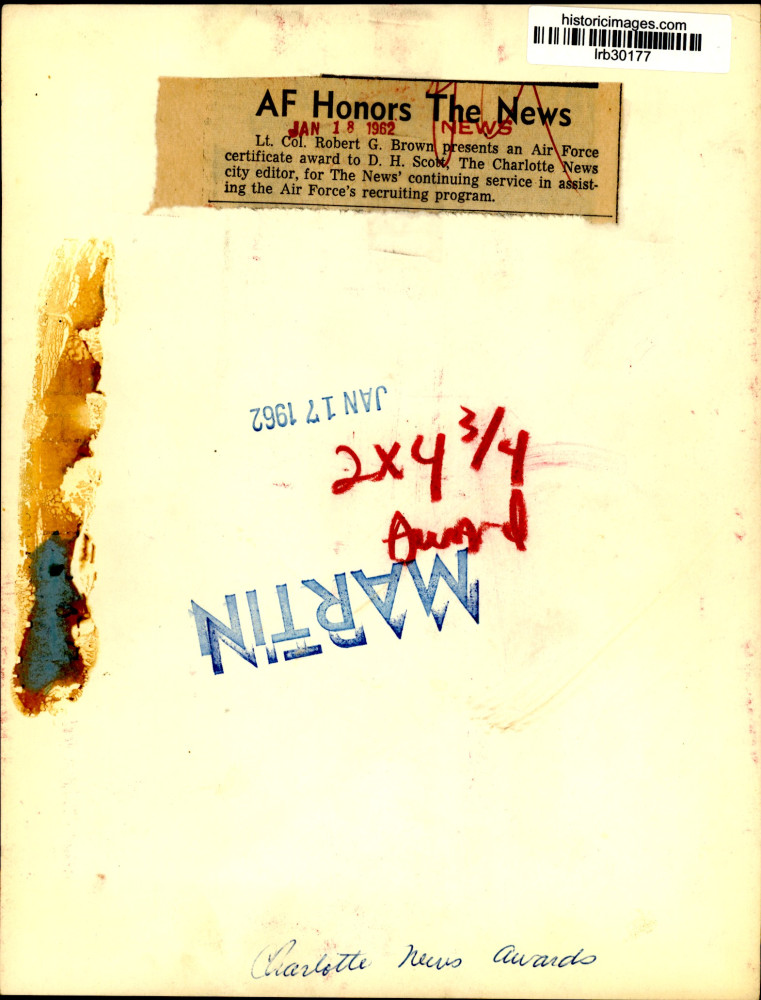 historicimages.com
lrb30177
AF Honors The News
JAN 18 1962 NEWS
Lt. Col. Robert G. Brown presents an Air Force
certificate award to D. H. Scott, The Charlotte News
city editor, for The News' continuing service in assist-
ing the Air Force's recruiting program.
JAN 17 1962
2x4 3/4
Award
MARTIN
Charlotte News Awards